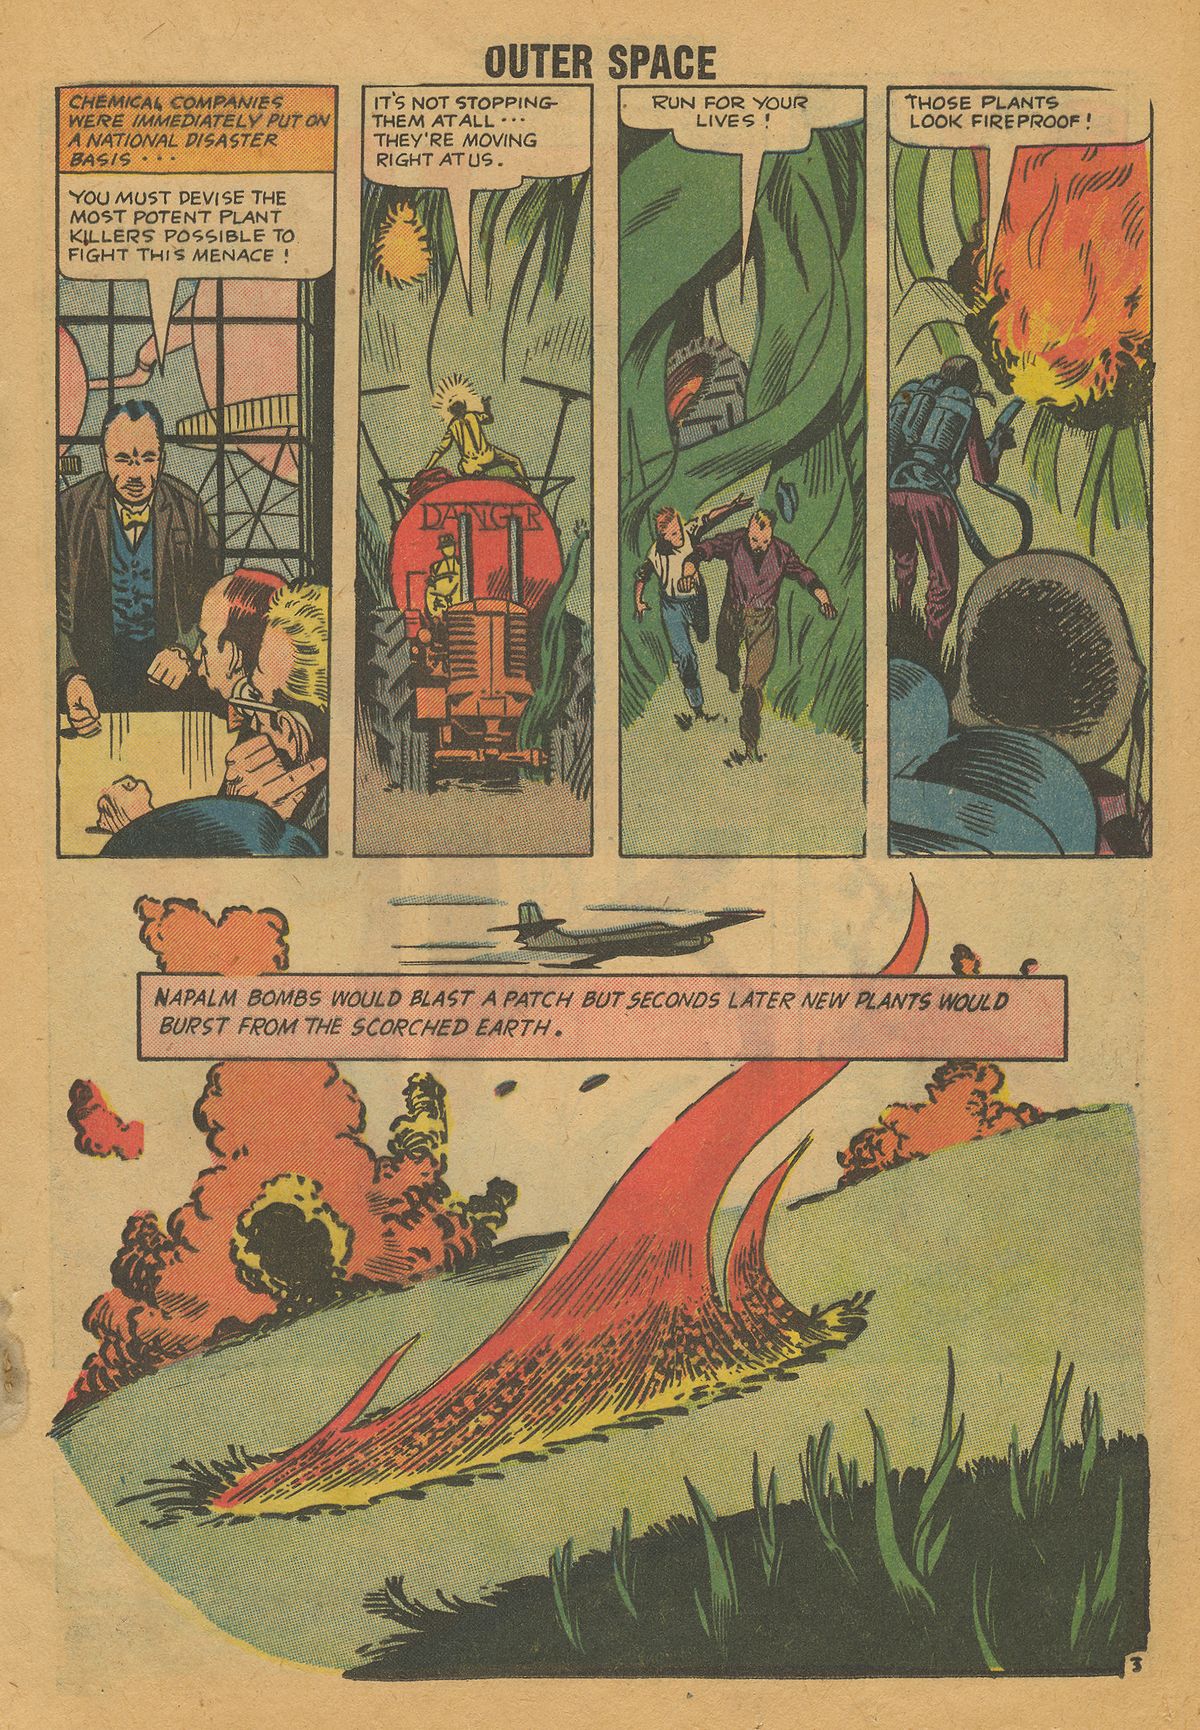 OUTER SPACE
CHEMICAL COMPANIES
WERE IMMEDIATELY PUT ON
A NATIONAL DISASTER
BASIS ...
YOU MUST DEVISE THE
MOST POTENT PLANT
KILLERS POSSIBLE TO
FIGHT THIS MENACE!
IT'S NOT STOPPING-
THEM AT ALL ...
THEY'RE MOVING
RIGHT AT US.
DANGER
RUN FOR YOUR
LIVES!
THOSE PLANTS
LOOK FIREPROOF!
NAPALM BOMBS WOULD BLAST A PATCH BUT SECONDS LATER NEW PLANTS WOULD
BURST FROM THE SCORCHED EARTH.
3